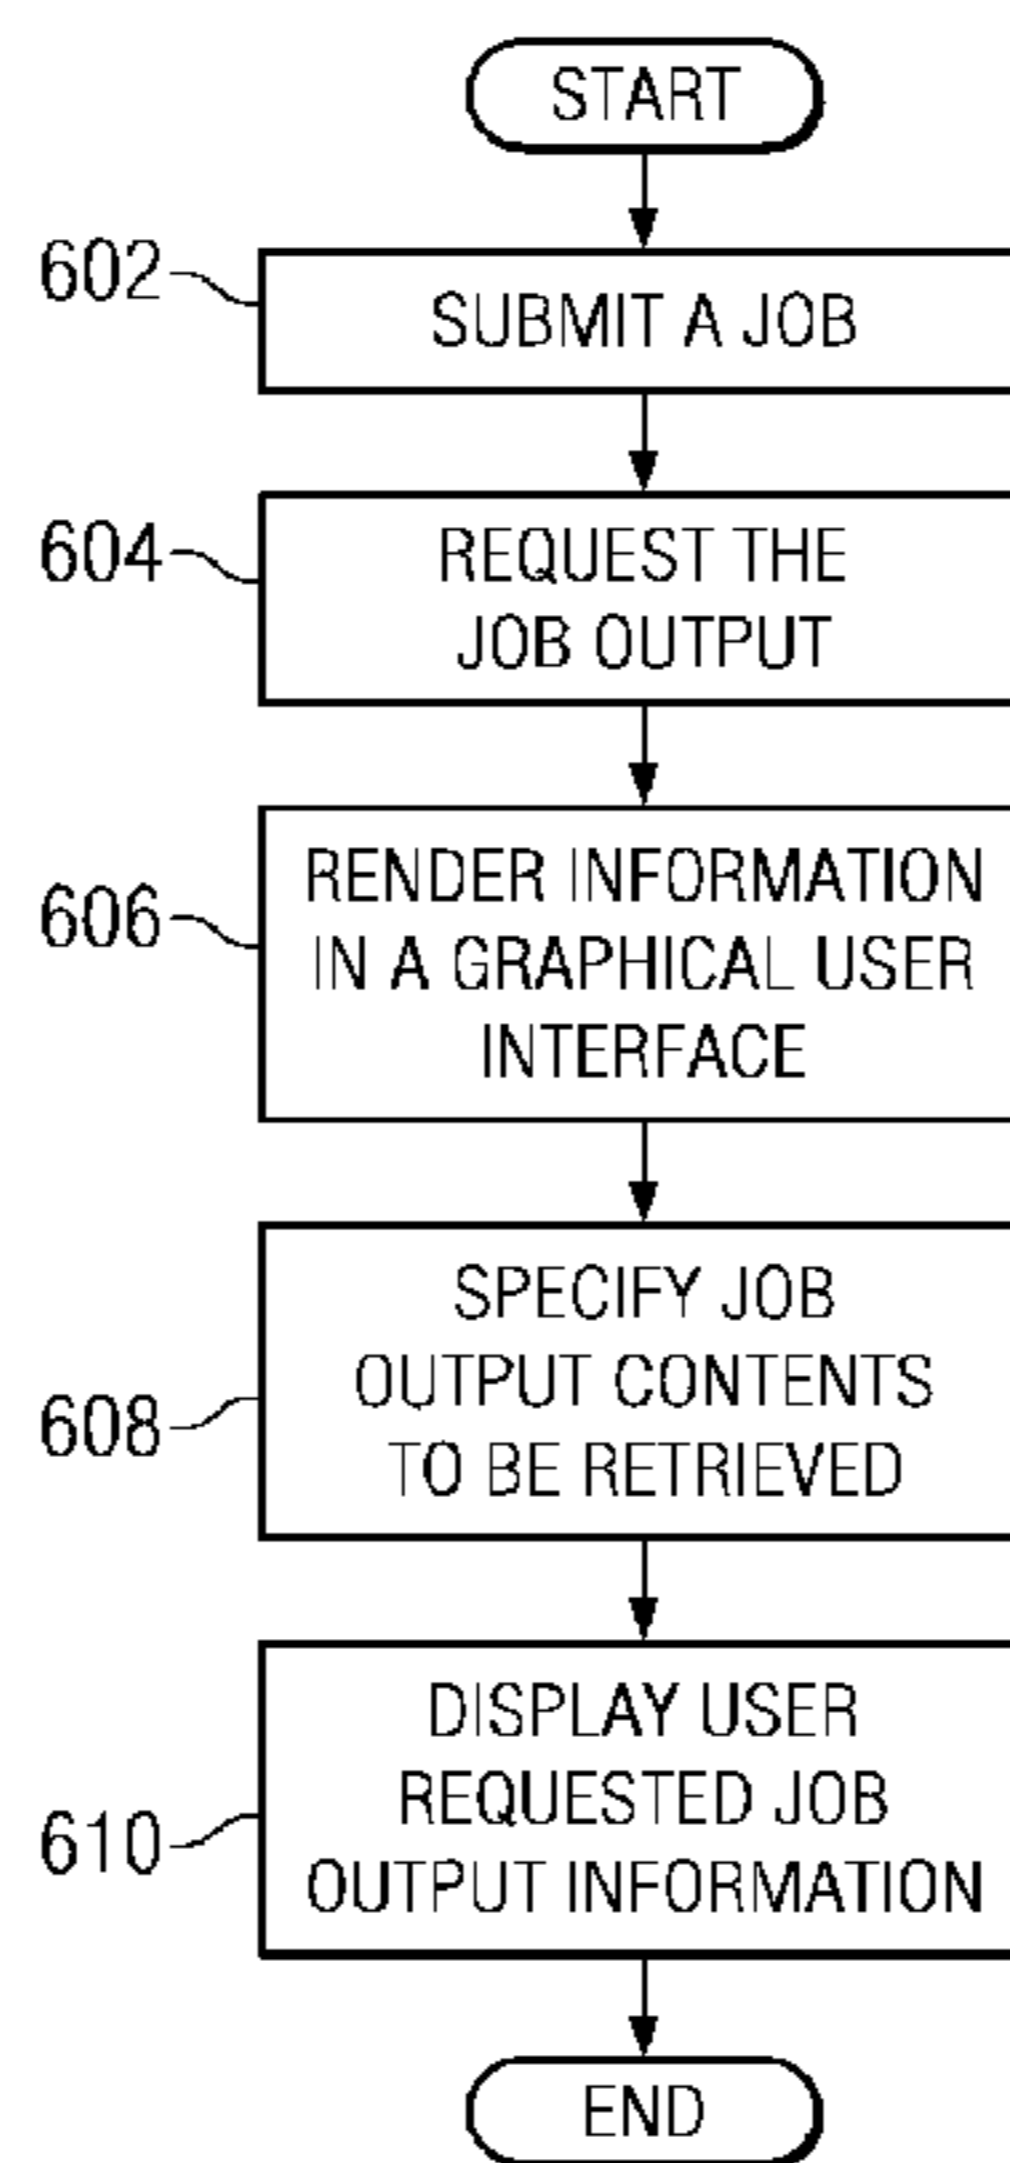 START
602
SUBMIT A JOB
604
REQUEST THE
JOB OUTPUT
606
RENDER INFORMATION
IN A GRAPHICAL USER
INTERFACE
608
SPECIFY JOB
OUTPUT CONTENTS
TO BE RETRIEVED
610
DISPLAY USER
REQUESTED JOB
OUTPUT INFORMATION
END